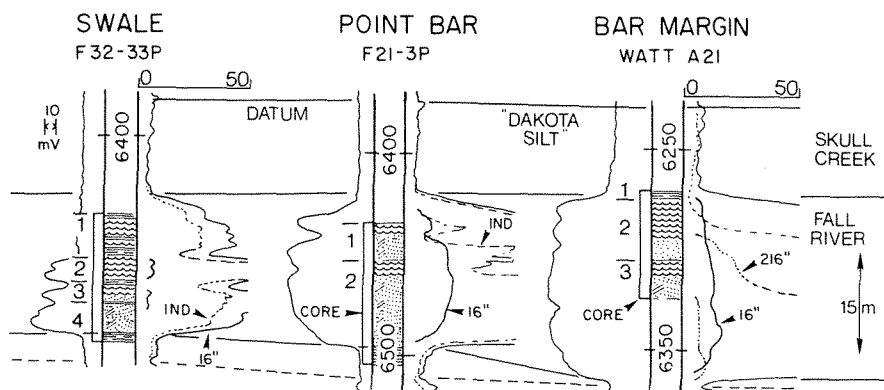 SWALE
F32-33P
POINT BAR
F21-3P
BAR MARGIN
WATT A21
0 50
0 50
10
mV
6400
DATUM
6400
"DAKOTA
SILT"
6250
SKULL
CREEK
1
2
3
4
IND
16"
1
2
CORE
IND
16"
6500
1
2
3
CORE
216"
16"
6350
FALL
RIVER
15m